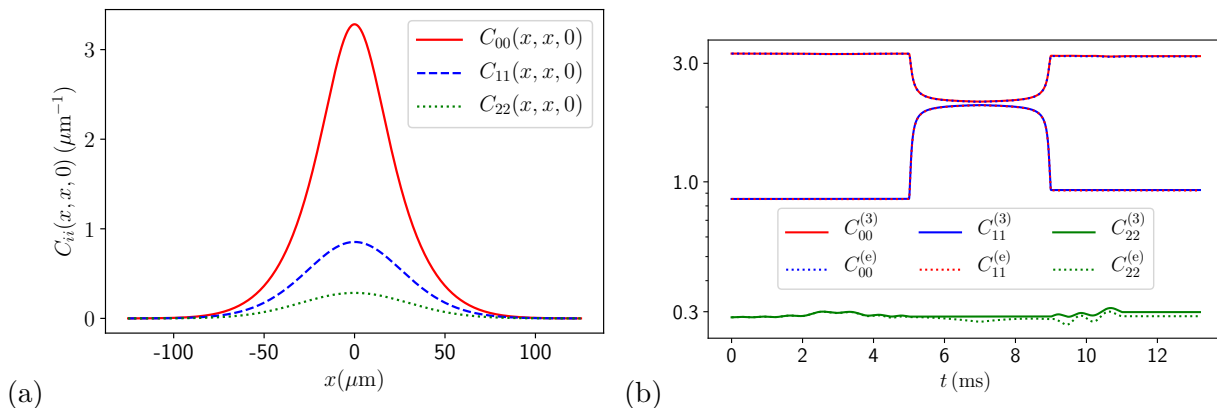 C_{ii}(x, x, 0) (μm^{-1})
3
2
1
0
C_{00}(x, x, 0)
C_{11}(x, x, 0)
C_{22}(x, x, 0)
-100 -50 0 50 100
x(μm)
(a)
3.0
1.0
0.3
C_{00}^{(3)} C_{11}^{(3)} C_{22}^{(3)}
C_{00}^{(e)} C_{11}^{(e)} C_{22}^{(e)}
0 2 4 6 8 10 12
t (ms)
(b)